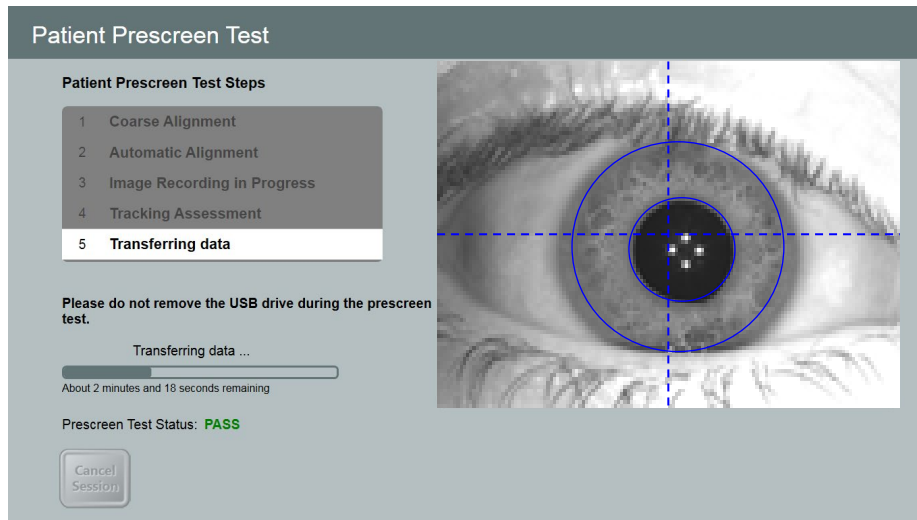 Patient Prescreen Test
Patient Prescreen Test Steps
1 Coarse Alignment
2 Automatic Alignment
3 Image Recording in Progress
4 Tracking Assessment
5 Transferring data
Please do not remove the USB drive during the prescreen
test.
Transferring data ...
About 2 minutes and 18 seconds remaining
Prescreen Test Status: PASS
Cancel
Session